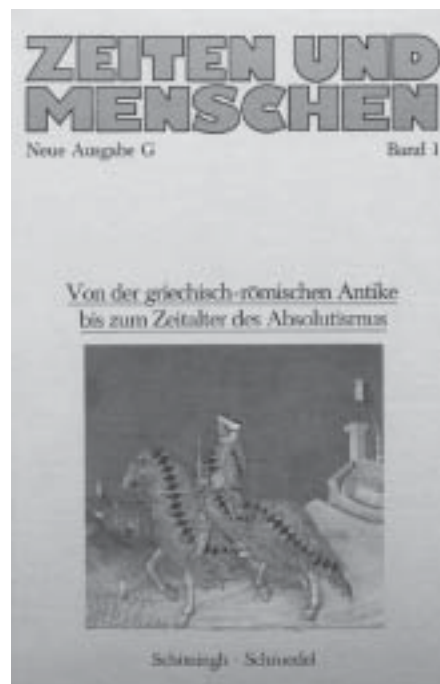 ZEITEN UND
MENSCHEN
Neue Ausgabe G Band 1
Von der griechisch-römischen Antike
bis zum Zeitalter des Absolutismus
Schöningh · Schroedel